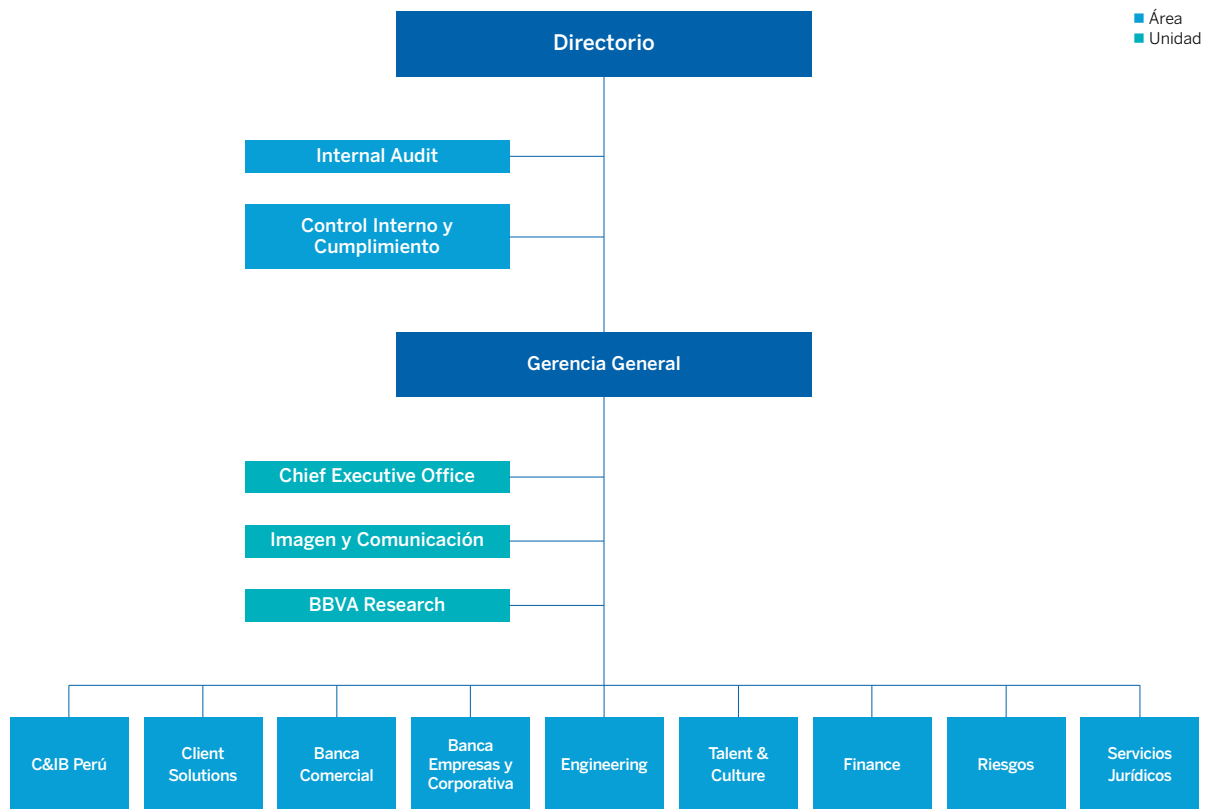 Directorio
Área
Unidad
Internal Audit
Control Interno y
Cumplimiento
Gerencia General
Chief Executive Office
Imagen y Comunicación
BBVA Research
C&IB Perú
Client
Solutions
Banca
Comercial
Banca
Empresas y
Corporativa
Engineering
Talent &
Culture
Finance
Riesgos
Servicios
Jurídicos